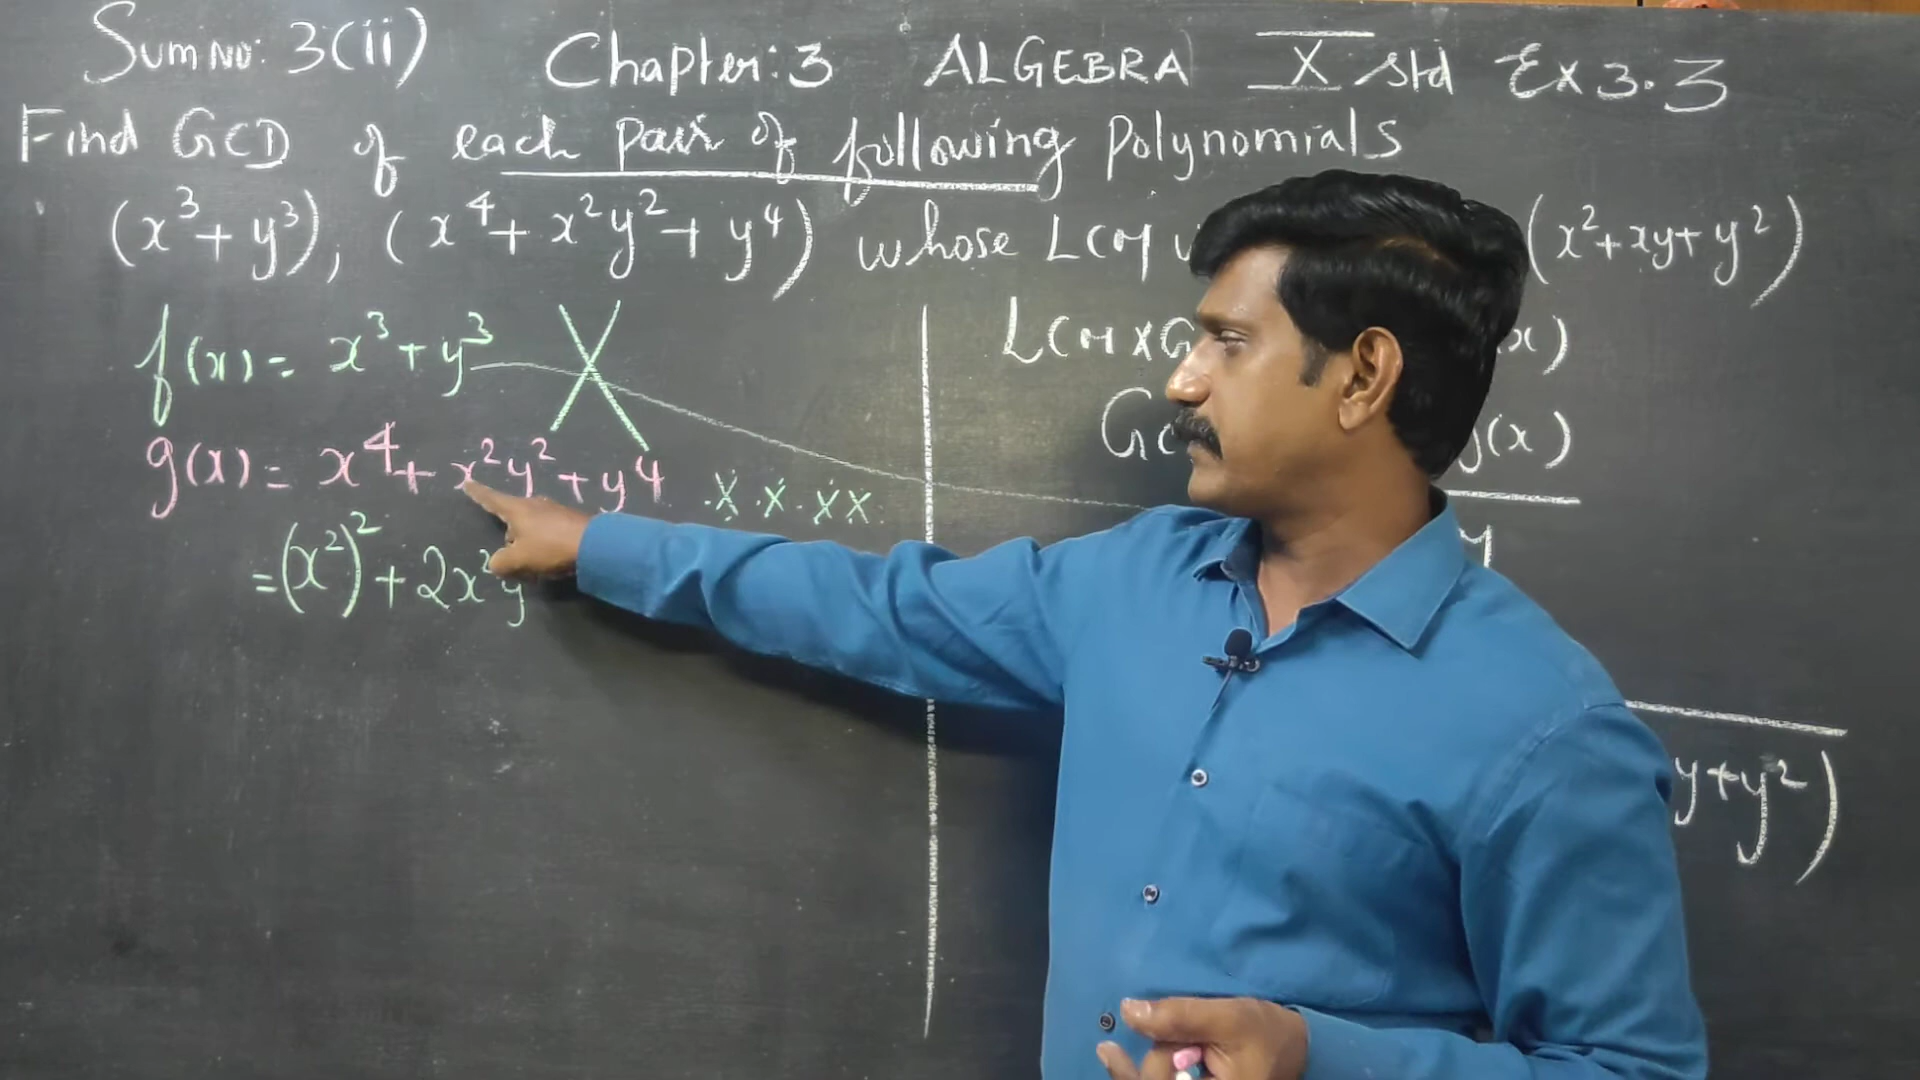 Sum No: 3(ii) Chapter: 3 ALGEBRA X std Ex 3.3
Find GCD of each pair of following Polynomials
(x³+y³), (x⁴+x²y²+y⁴) whose LCM (x²+xy+y²)
f(x) = x³+y³
g(x) = x⁴+x²y²+y⁴ .X.X.XX.
=(x²)²+2x²y
LCM x G x)
G (x)
y
y+y²)